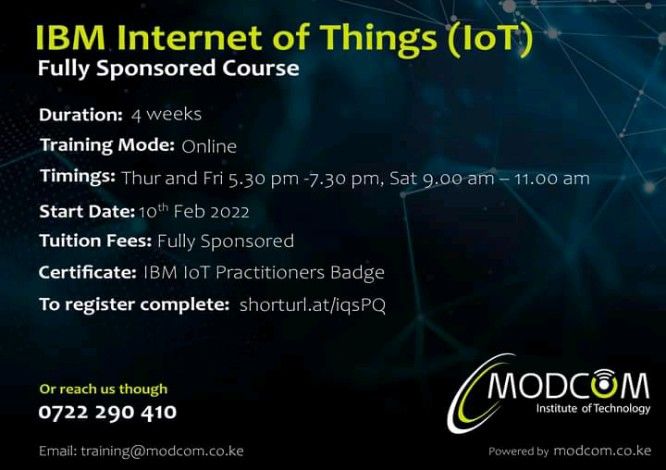 IBM Internet of Things (IoT)
Fully Sponsored Course
Duration: 4 weeks
Training Mode: Online
Timings: Thur and Fri 5.30 pm -7.30 pm, Sat 9.00 am – 11.00 am
Start Date: 10th Feb 2022
Tuition Fees: Fully Sponsored
Certificate: IBM IoT Practitioners Badge
To register complete: shorturl.at/iqsPQ
Or reach us though
0722 290 410
MODCOM
Institute of Technology
Email: training@modcom.co.ke
Powered by modcom.co.ke